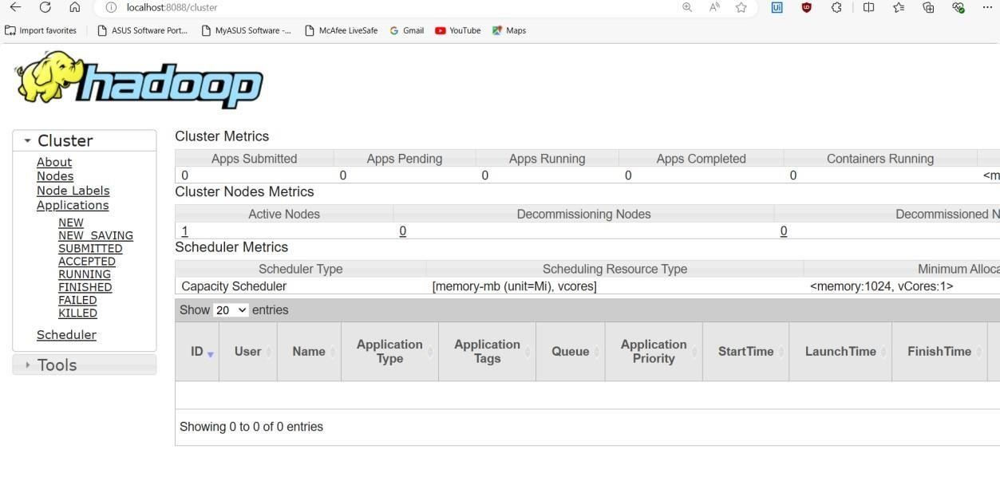 localhost:8088/cluster
Import favorites ASUS Software Port... MyASUS Software -... McAfee LiveSafe Gmail YouTube Maps
hadoop
Cluster
About
Nodes
Node Labels
Applications
NEW
NEW_SAVING
SUBMITTED
ACCEPTED
RUNNING
FINISHED
FAILED
KILLED
Scheduler
Tools
Cluster Metrics
Apps Submitted Apps Pending Apps Running Apps Completed Containers Running
0 0 0 0 0 <m
Cluster Nodes Metrics
Active Nodes Decommissioning Nodes Decommissioned N
1 0 0
Scheduler Metrics
Scheduler Type Scheduling Resource Type Minimum Alloca
Capacity Scheduler [memory-mb (unit=Mi), vcores] <memory:1024, vCores:1>
Show 20 entries
ID User Name Application Type Application Tags Queue Application Priority StartTime LaunchTime FinishTime
Showing 0 to 0 of 0 entries